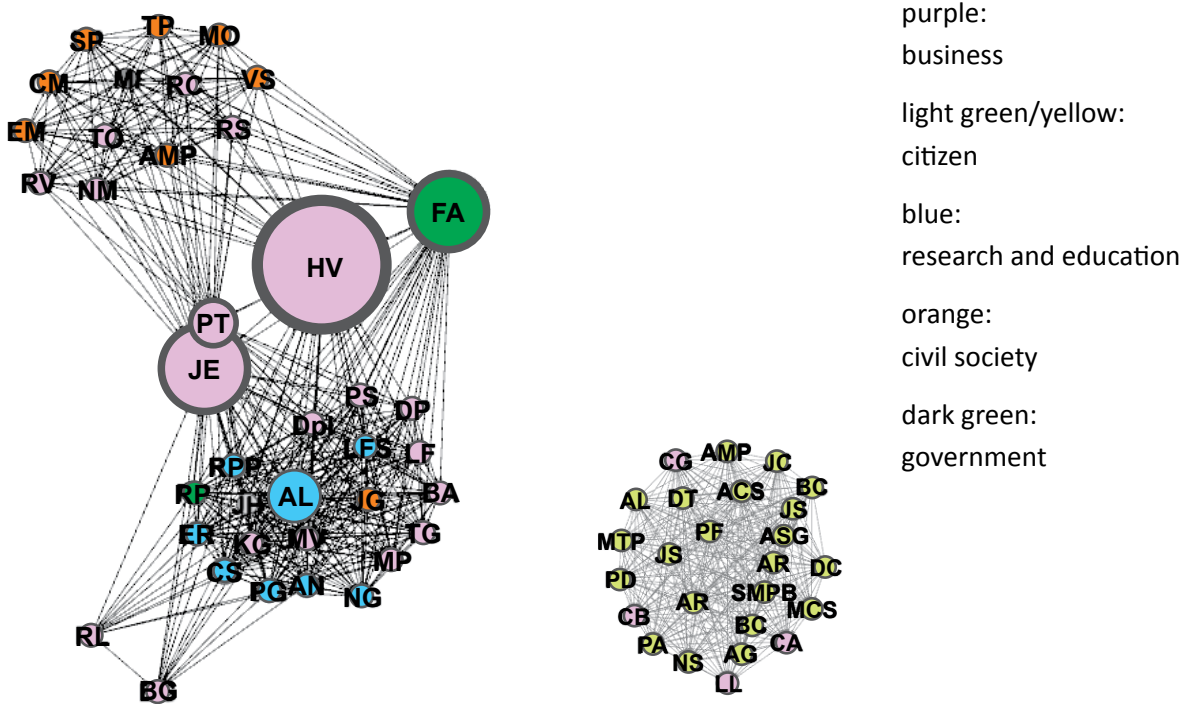 TP
SP
MO
CM
MI
RC
VS
EM
TO
RS
AMP
RV
NM
FA
HV
PT
JE
PS
DP
Dpl
LFS
LF
RPP
RP
AL
IG
BA
JH
ER
KG
MV
TG
MP
CS
PG
AN
NG
RL
BG
CG
AMP
JC
AL
DT
ACS
BC
JS
MTP
PF
ASG
JS
AR
DC
PD
SMPB
AR
MCS
CB
BC
PA
CA
NS
AG
LL
purple:
business
light green/yellow:
citizen
blue:
research and education
orange:
civil society
dark green:
government